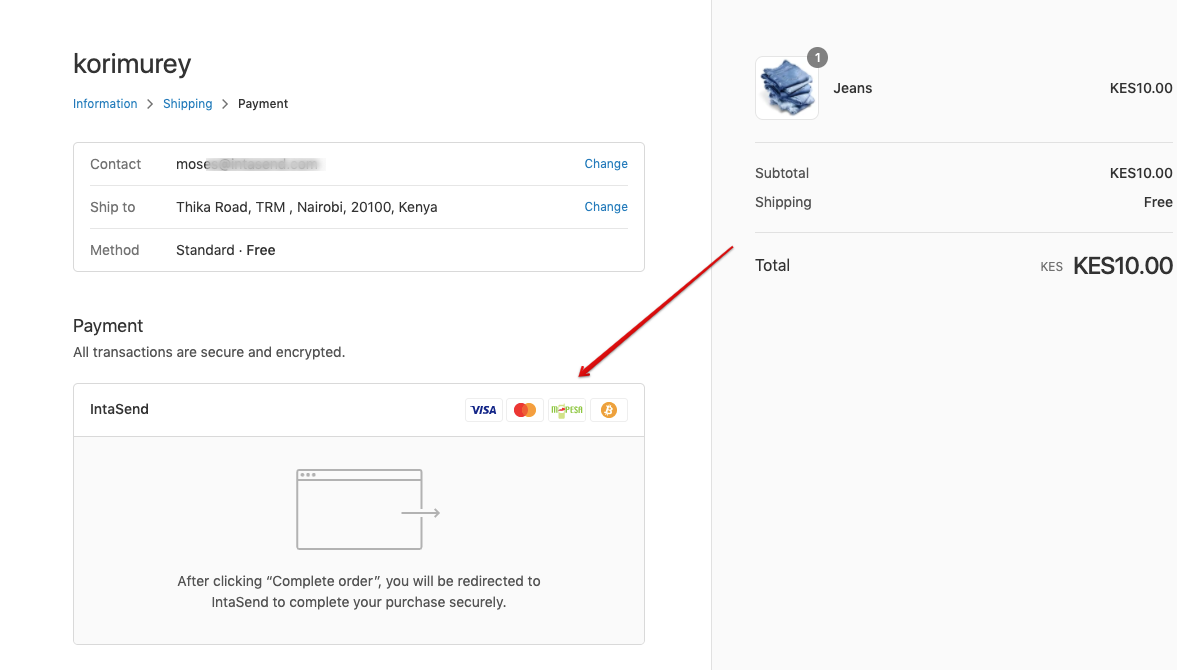 korimurey
Information > Shipping > Payment
Contact mos Change
Ship to Thika Road, TRM , Nairobi, 20100, Kenya Change
Method Standard · Free
Payment
All transactions are secure and encrypted.
IntaSend VISA M-PESA
After clicking “Complete order”, you will be redirected to
IntaSend to complete your purchase securely.
1
Jeans KES10.00
Subtotal KES10.00
Shipping Free
Total KES KES10.00